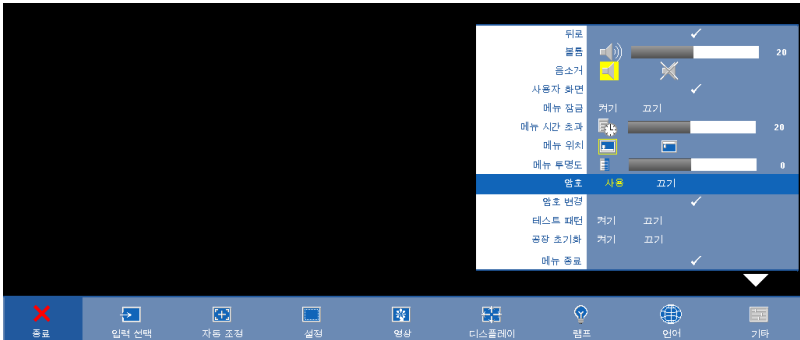 뒤로
볼륨 20
음소거
사용자 화면
메뉴 잠금 켜기 끄기
메뉴 시간 초과 20
메뉴 위치
메뉴 투명도 0
암호 사용 끄기
암호 변경
테스트 패턴 켜기 끄기
공장 초기화 켜기 끄기
메뉴 종료
종료 입력 선택 자동 조정 설정 영상 디스플레이 램프 언어 기타